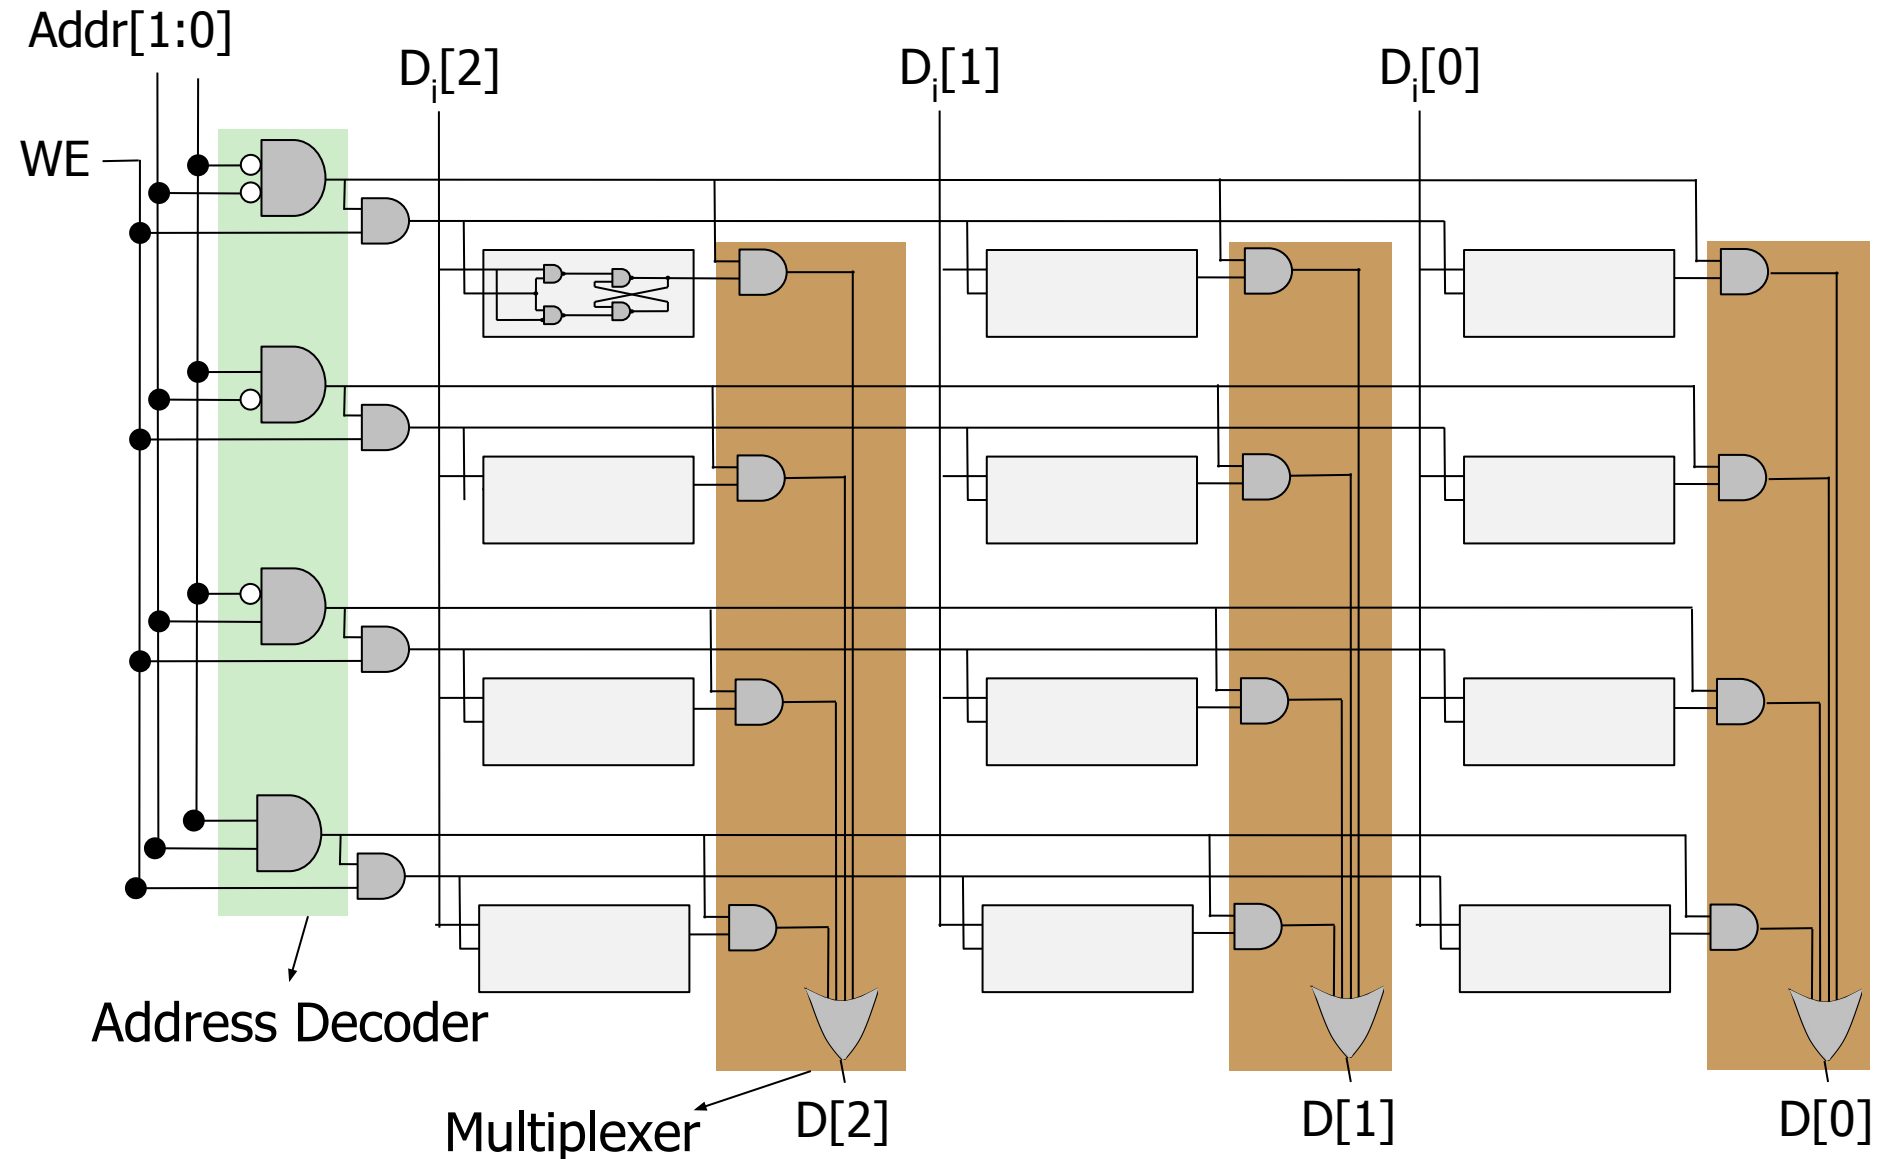 Addr[1:0]
Di[2]
Di[1]
Di[0]
WE
Address Decoder
Multiplexer
D[2]
D[1]
D[0]